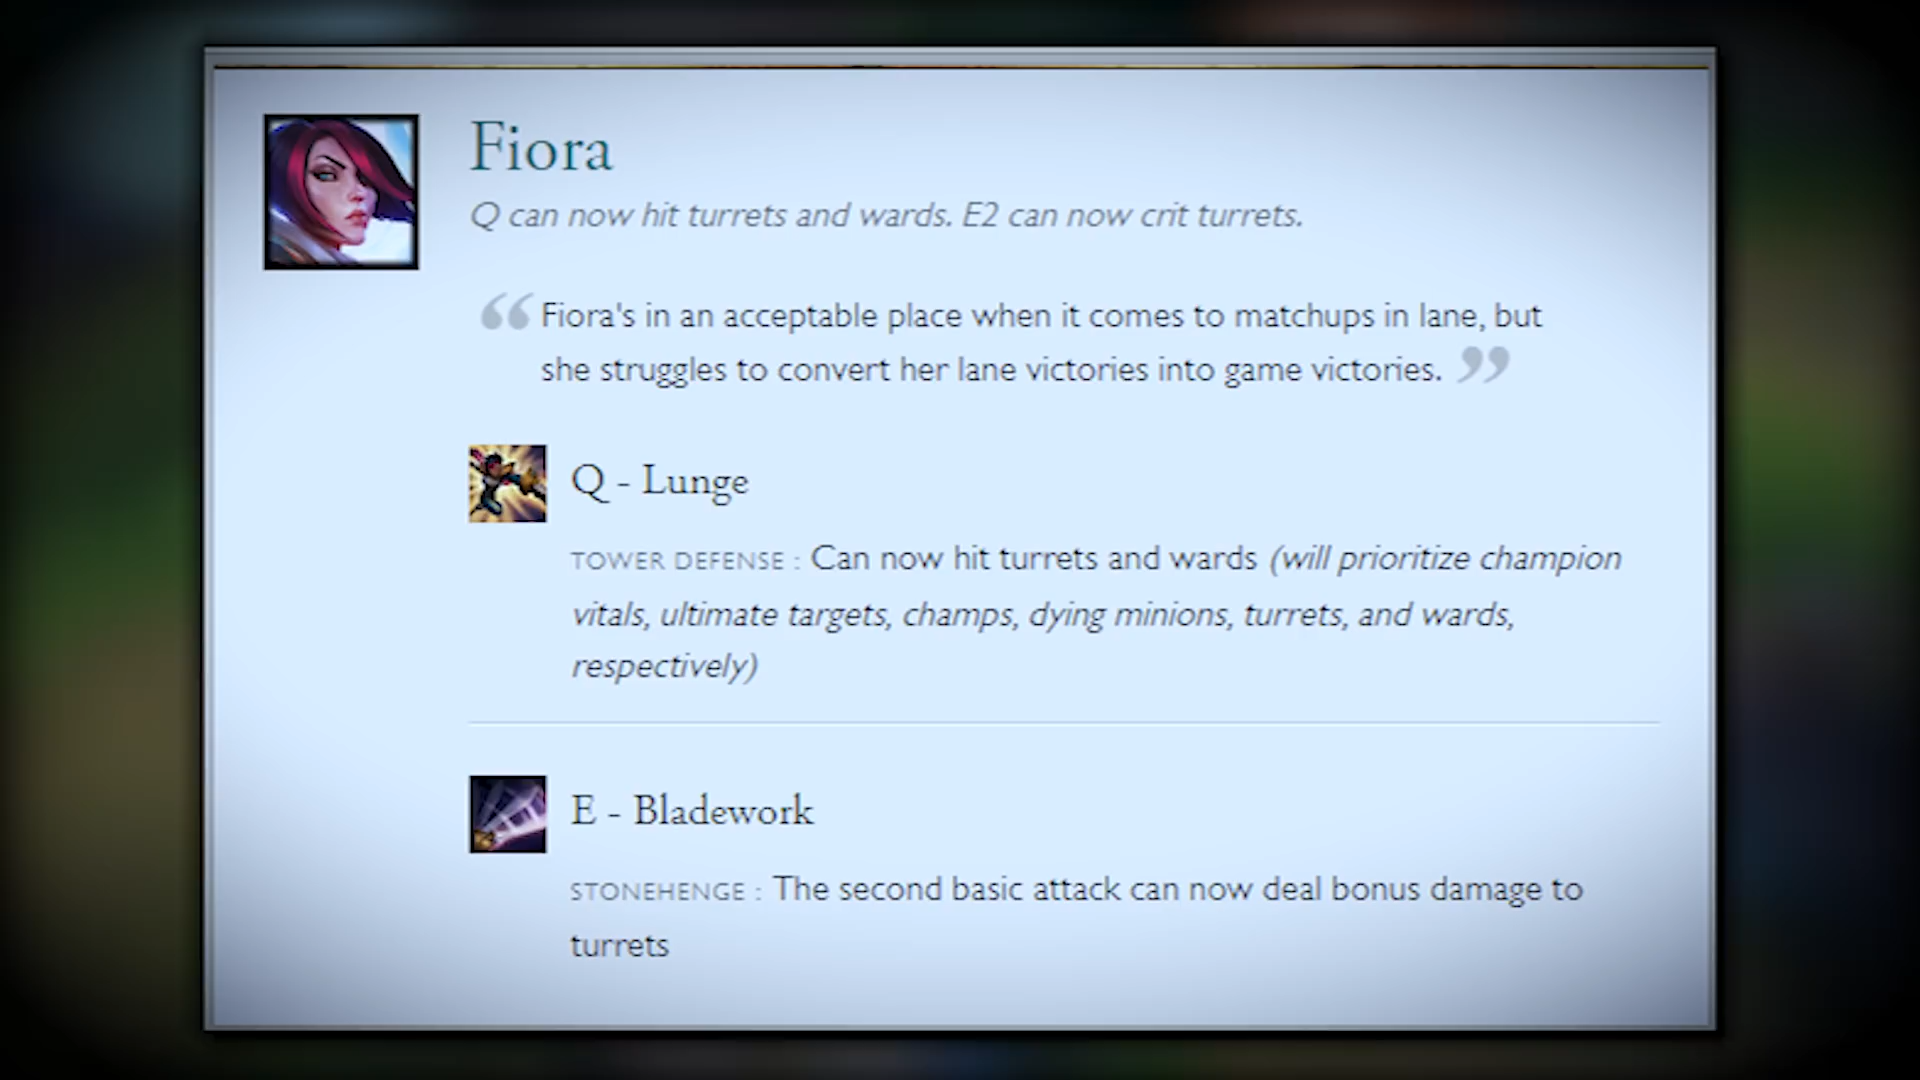 Fiora
Q can now hit turrets and wards. E2 can now crit turrets.
“Fiora's in an acceptable place when it comes to matchups in lane, but
she struggles to convert her lane victories into game victories.”
Q - Lunge
TOWER DEFENSE : Can now hit turrets and wards (will prioritize champion
vitals, ultimate targets, champs, dying minions, turrets, and wards,
respectively)
E - Bladework
STONEHENGE : The second basic attack can now deal bonus damage to
turrets